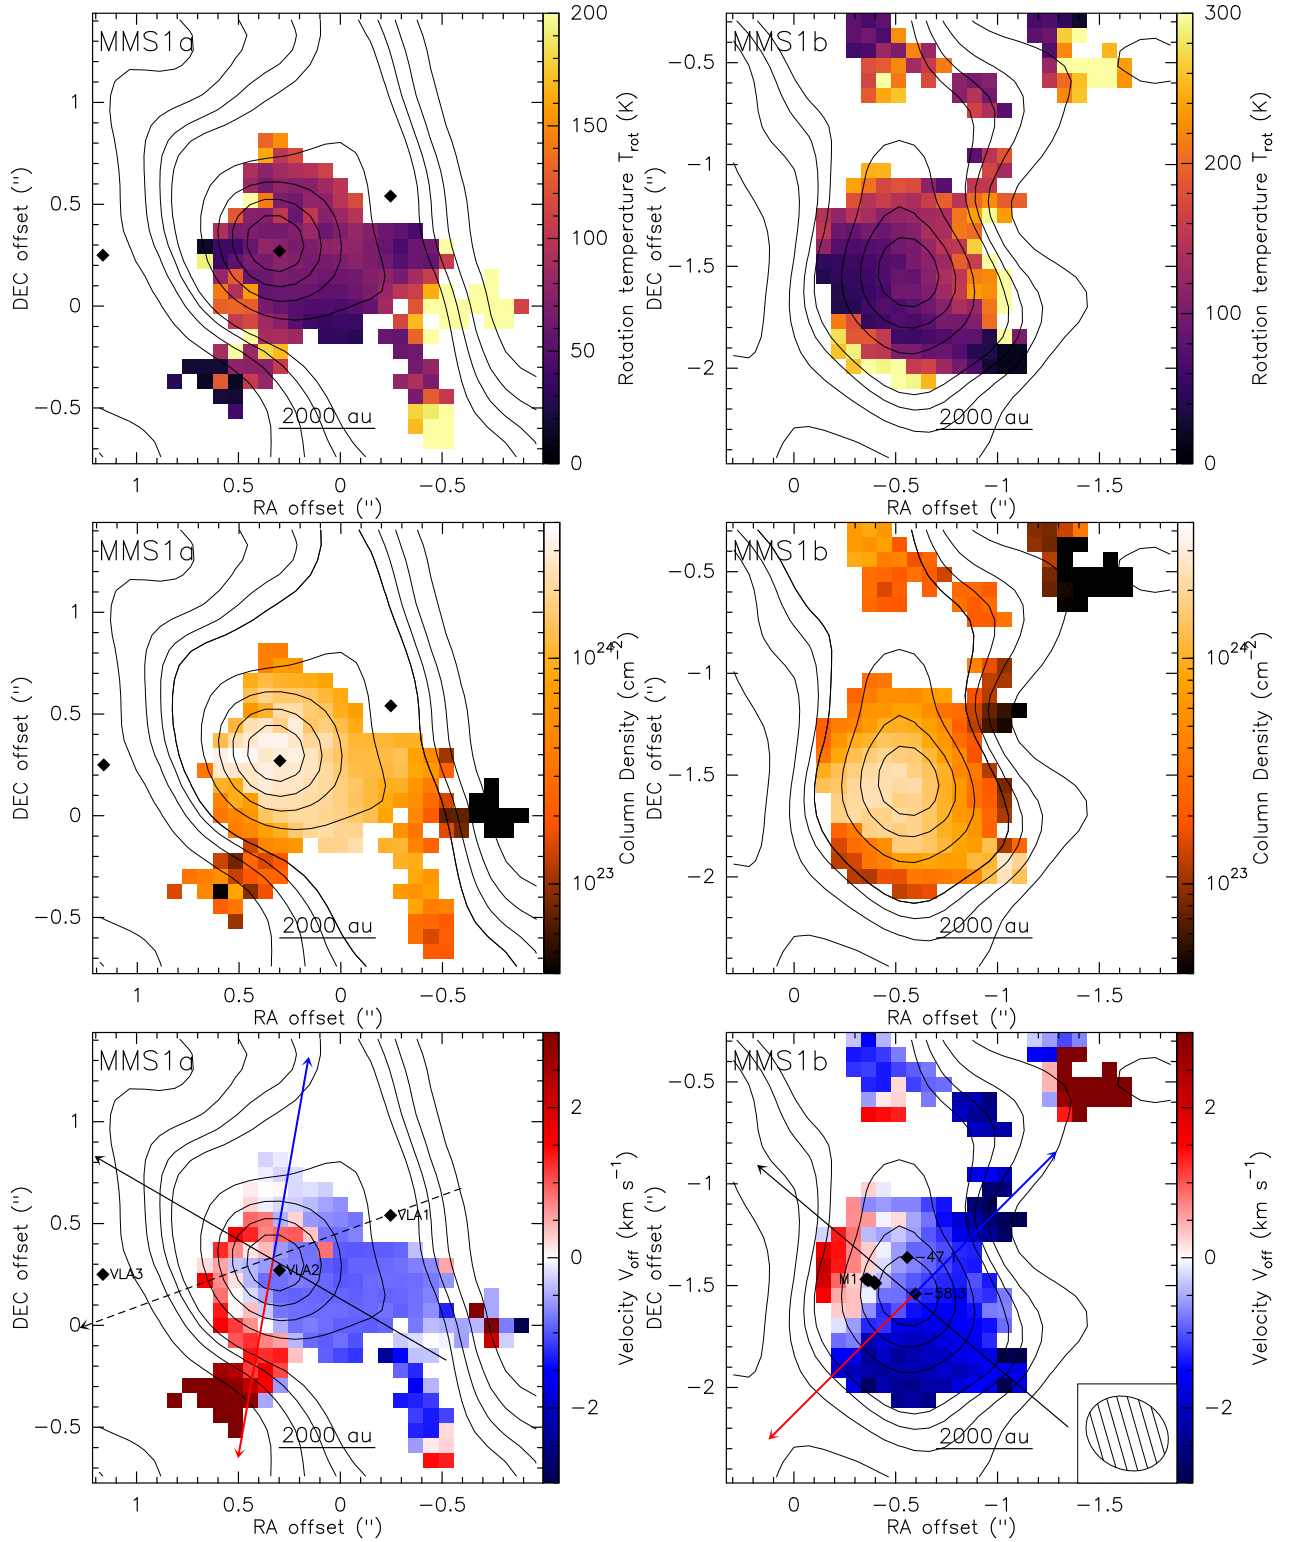 MMS1a
1
0.5
0
−0.5
DEC offset (")
2000 au
1 0.5 0 −0.5
RA offset (")
200
150
100
50
0
Rotation temperature Trot (K)
MMS1b
−0.5
−1
−1.5
−2
DEC offset (")
2000 au
0 −0.5 −1 −1.5
RA offset (")
300
200
100
0
Rotation temperature Trot (K)
MMS1a
1
0.5
0
−0.5
DEC offset (")
2000 au
1 0.5 0 −0.5
RA offset (")
10^24
10^23
Column Density (cm^−2)
MMS1b
−0.5
−1
−1.5
−2
DEC offset (")
2000 au
0 −0.5 −1 −1.5
RA offset (")
10^24
10^23
Column Density (cm^−2)
MMS1a
1
0.5
0
−0.5
DEC offset (")
VLA1
VLA2
VLA3
2000 au
1 0.5 0 −0.5
RA offset (")
2
0
−2
Velocity Voff (km s^−1)
MMS1b
−0.5
−1
−1.5
−2
DEC offset (")
−47.1
M1
−58.3
2000 au
0 −0.5 −1 −1.5
RA offset (")
2
0
−2
Velocity Voff (km s^−1)